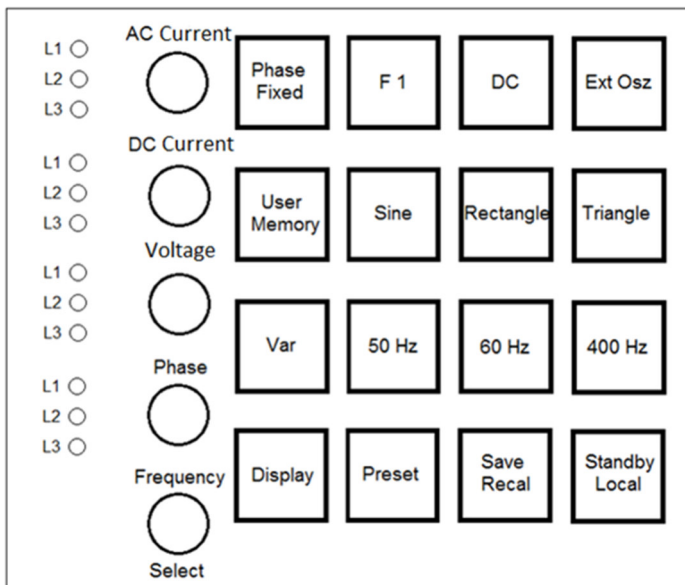 AC Current
L1
L2
L3
Phase
Fixed
F 1
DC
Ext Osz
DC Current
L1
L2
L3
User
Memory
Sine
Rectangle
Triangle
Voltage
L1
L2
L3
Var
50 Hz
60 Hz
400 Hz
Phase
L1
L2
L3
Display
Preset
Save
Recal
Standby
Local
Frequency
Select